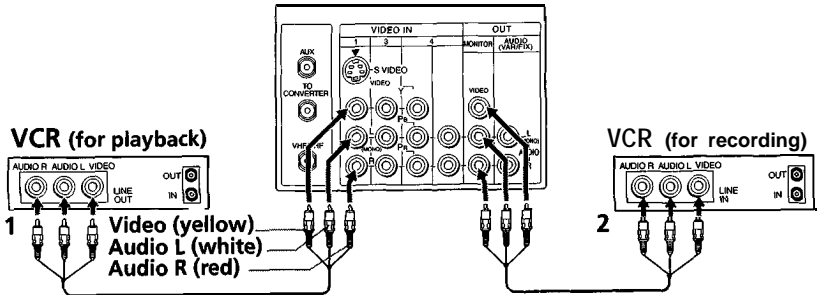 VIDEO IN
OUT
1
3
4
MONITOR
AUDIO
(VAR/FIX)
AUX
S VIDEO
VIDEO
Y
VIDEO
TO
CONVERTER
PB
L
(MONO)
(MONO)
PR
AUDIO
R
R
VCR (for playback)
AUDIO R AUDIO L VIDEO
LINE
OUT
OUT
IN
1
Video (yellow)
Audio L (white)
Audio R (red)
VCR (for recording)
AUDIO R AUDIO L VIDEO
LINE
IN
OUT
IN
2